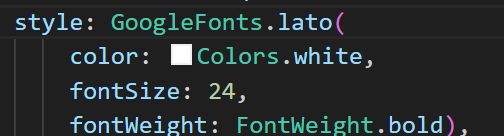 style: GoogleFonts.lato(
color: Colors.white,
fontSize: 24,
fontWeight: FontWeight.bold),